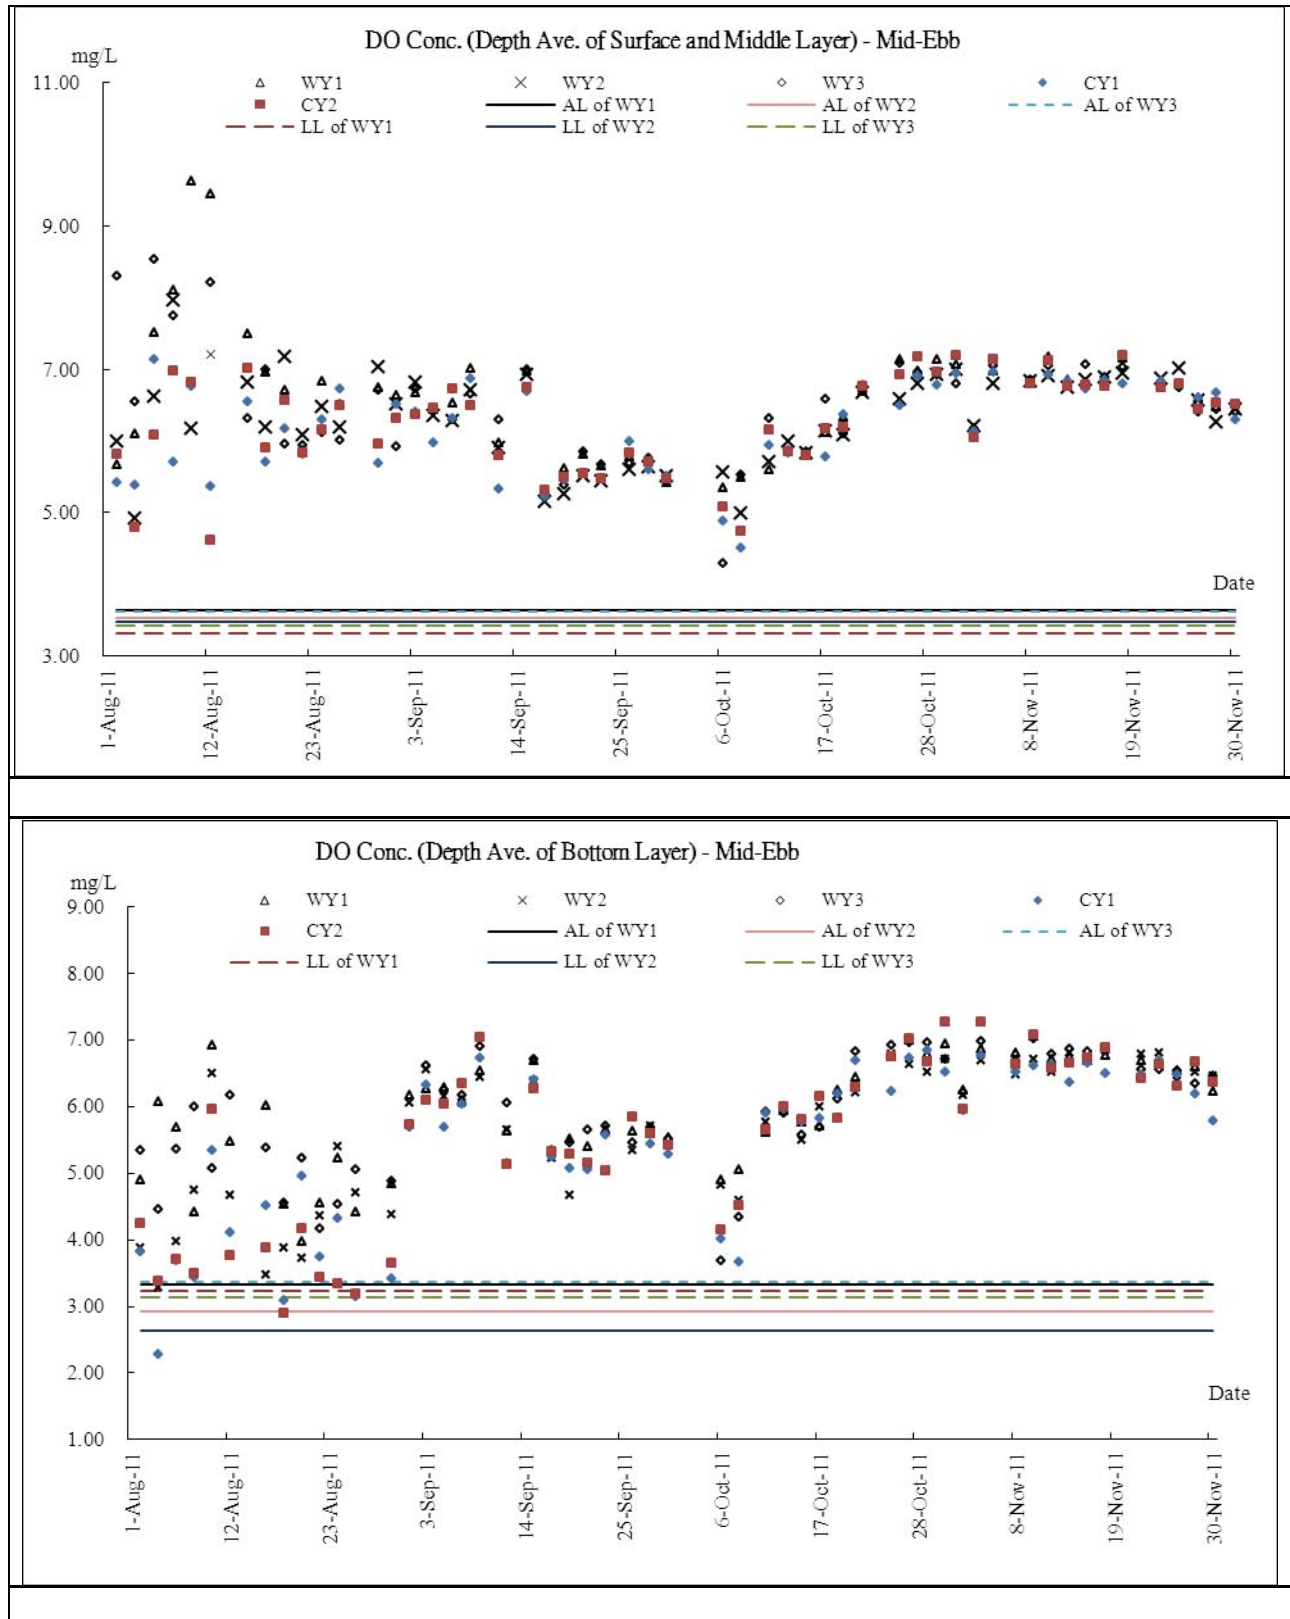 DO Conc. (Depth Ave. of Surface and Middle Layer) - Mid-Ebb
mg/L
WY1 WY2 WY3 CY1
CY2 AL of WY1 AL of WY2 AL of WY3
LL of WY1 LL of WY2 LL of WY3
11.00
9.00
7.00
5.00
3.00
Date
1-Aug-11 12-Aug-11 23-Aug-11 3-Sep-11 14-Sep-11 25-Sep-11 6-Oct-11 17-Oct-11 28-Oct-11 8-Nov-11 19-Nov-11 30-Nov-11
DO Conc. (Depth Ave. of Bottom Layer) - Mid-Ebb
mg/L
WY1 WY2 WY3 CY1
CY2 AL of WY1 AL of WY2 AL of WY3
LL of WY1 LL of WY2 LL of WY3
9.00
8.00
7.00
6.00
5.00
4.00
3.00
2.00
1.00
Date
1-Aug-11 12-Aug-11 23-Aug-11 3-Sep-11 14-Sep-11 25-Sep-11 6-Oct-11 17-Oct-11 28-Oct-11 8-Nov-11 19-Nov-11 30-Nov-11